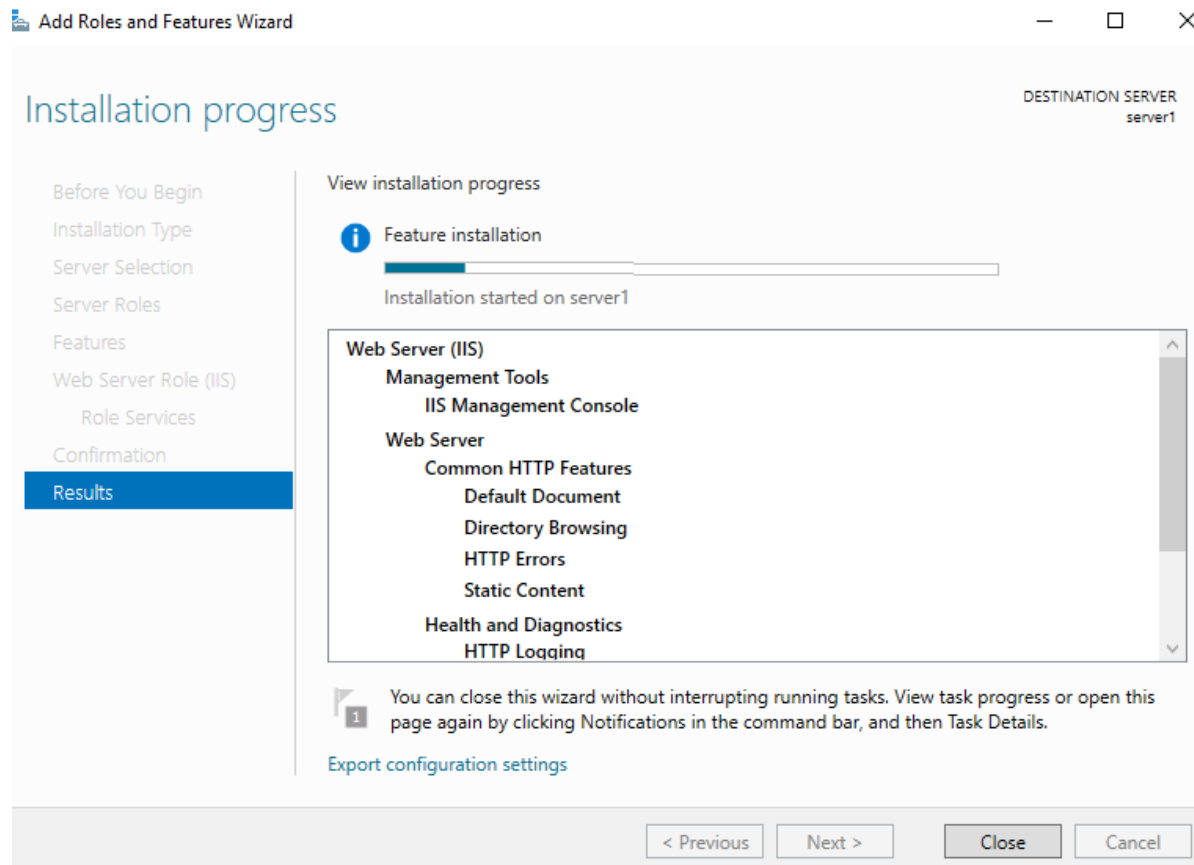 Add Roles and Features Wizard
Installation progress
DESTINATION SERVER
server1
Before You Begin
Installation Type
Server Selection
Server Roles
Features
Web Server Role (IIS)
Role Services
Confirmation
Results
View installation progress
Feature installation
Installation started on server1
Web Server (IIS)
Management Tools
IIS Management Console
Web Server
Common HTTP Features
Default Document
Directory Browsing
HTTP Errors
Static Content
Health and Diagnostics
HTTP Logging
1
You can close this wizard without interrupting running tasks. View task progress or open this
page again by clicking Notifications in the command bar, and then Task Details.
Export configuration settings
< Previous
Next >
Close
Cancel